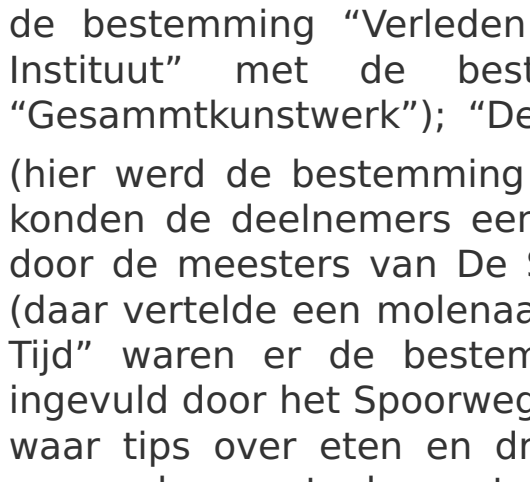 de bestemming “Verleden
Instituut” met de best
“Gesammtkunstwerk”); “De
(hier werd de bestemming
konden de deelnemers een
door de meesters van De S
(daar vertelde een molenaa
Tijd” waren er de bestem
ingevuld door het Spoorweg
waar tips over eten en dr